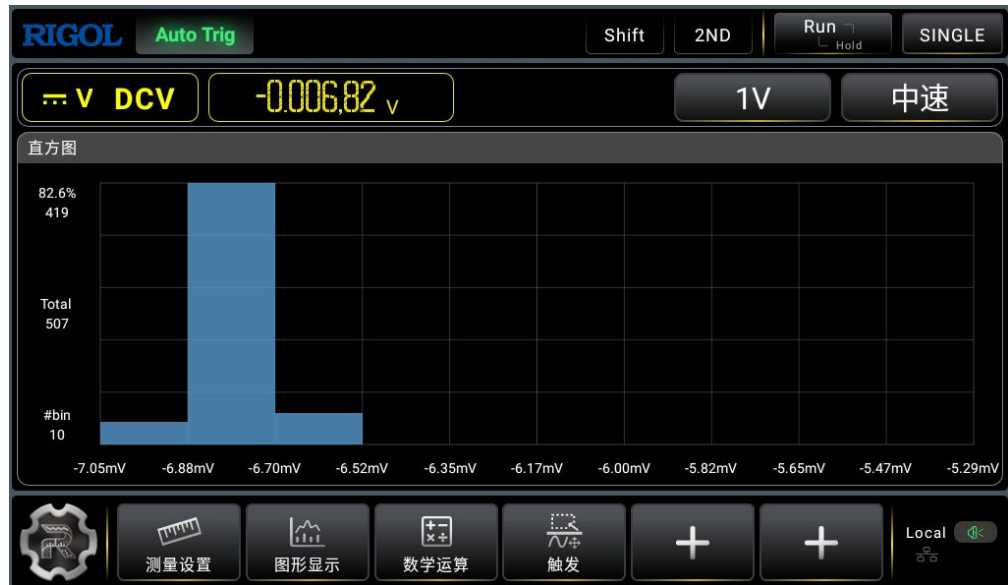 RIGOL Auto Trig Shift 2ND Run Hold SINGLE
V DCV -0.006,82 V 1V 中速
直方图
82.6%
419
Total
507
#bin
10
-7.05mV -6.88mV -6.70mV -6.52mV -6.35mV -6.17mV -6.00mV -5.82mV -5.65mV -5.47mV -5.29mV
测量设置 图形显示 数学运算 触发 Local